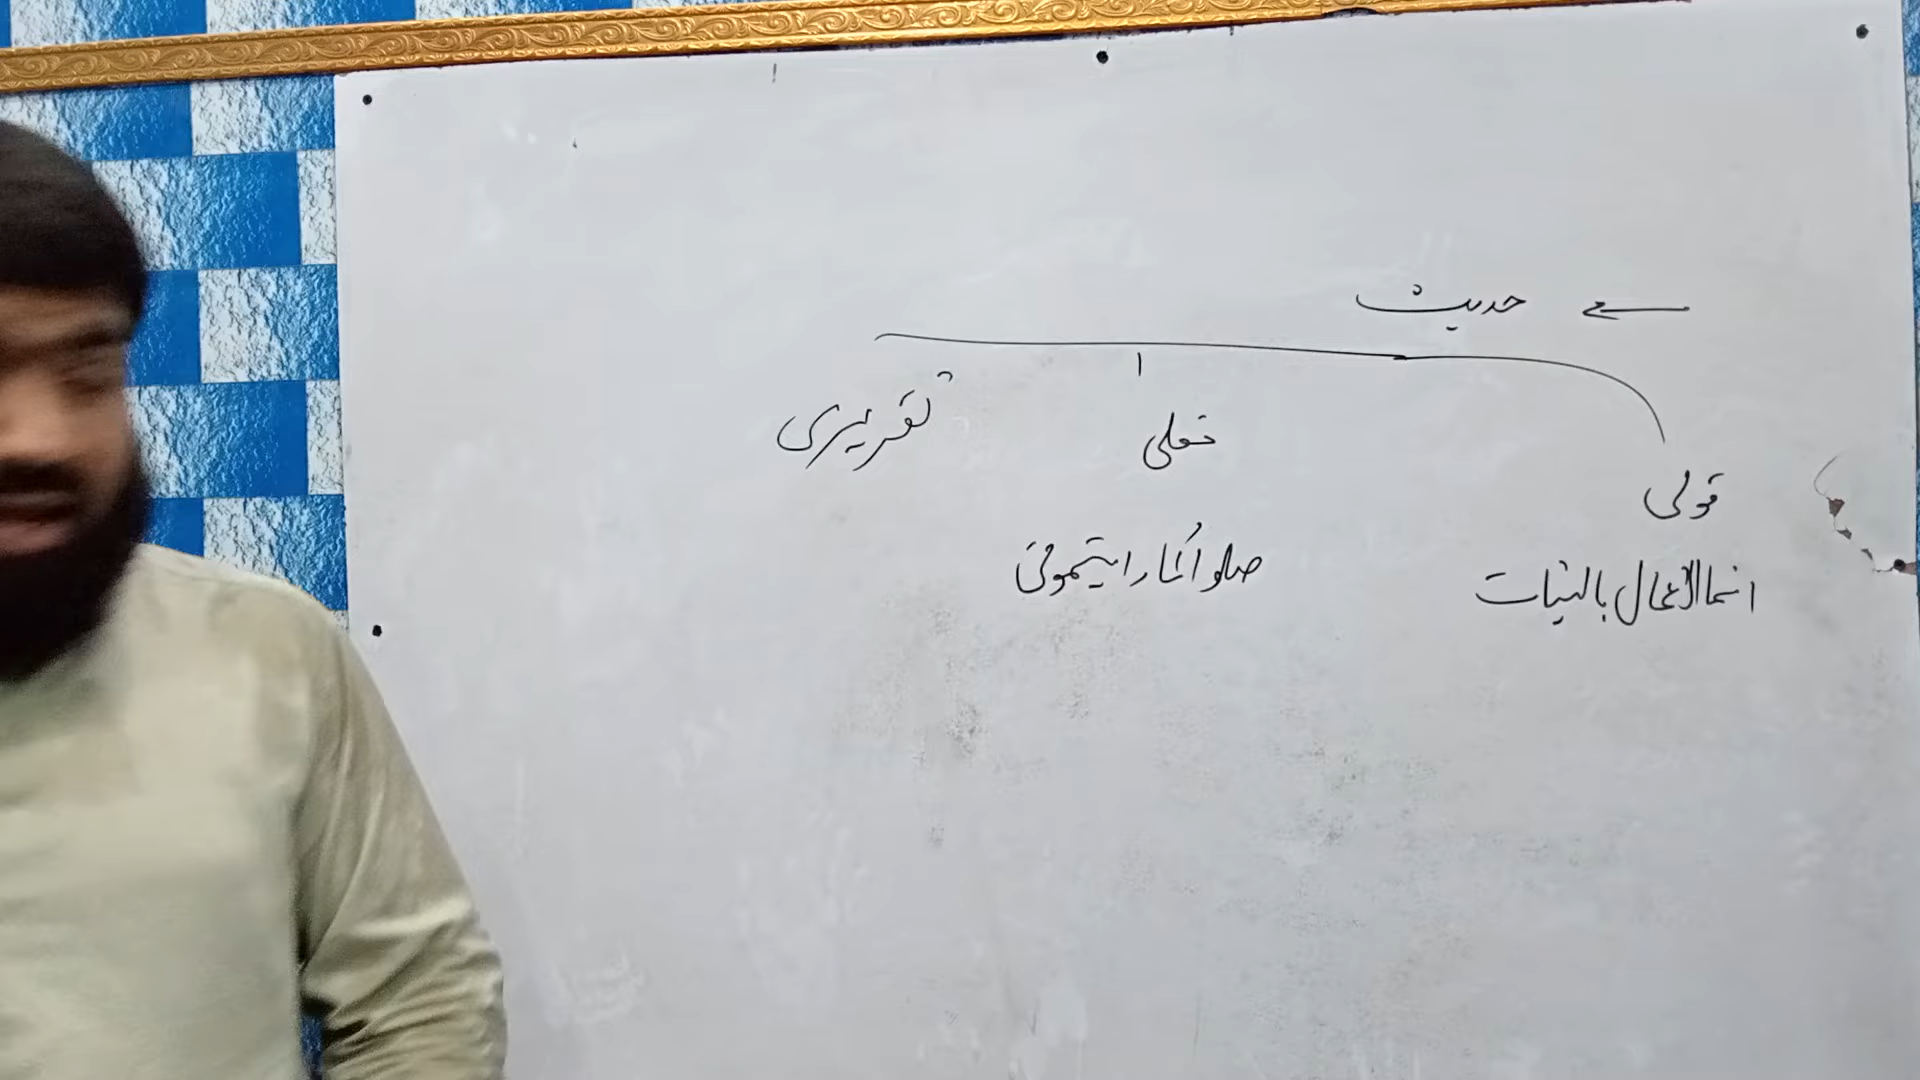 حدیث
قولی فعلی تقریری
انما الاعمال بالنیات
صلوا کما رایتمونی